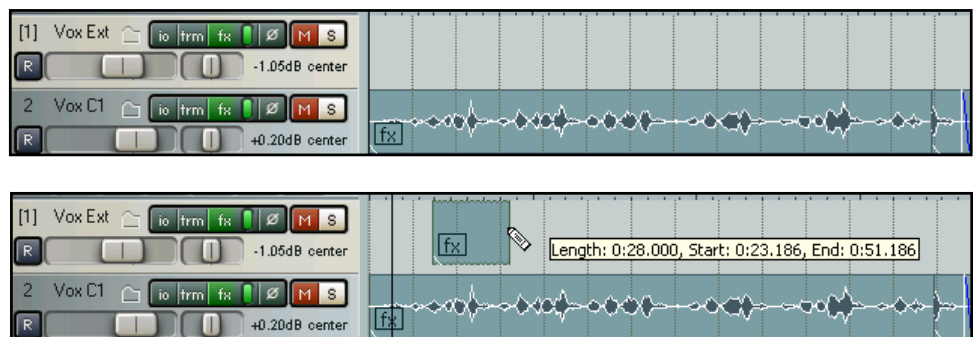 [1] Vox Ext io trm fx Ø M S
R -1.05dB center
2 Vox C1 io trm fx Ø M S
R +0.20dB center
fx
[1] Vox Ext io trm fx Ø M S
R -1.05dB center
fx
Length: 0:28.000, Start: 0:23.186, End: 0:51.186
2 Vox C1 io trm fx Ø M S
R +0.20dB center
fx